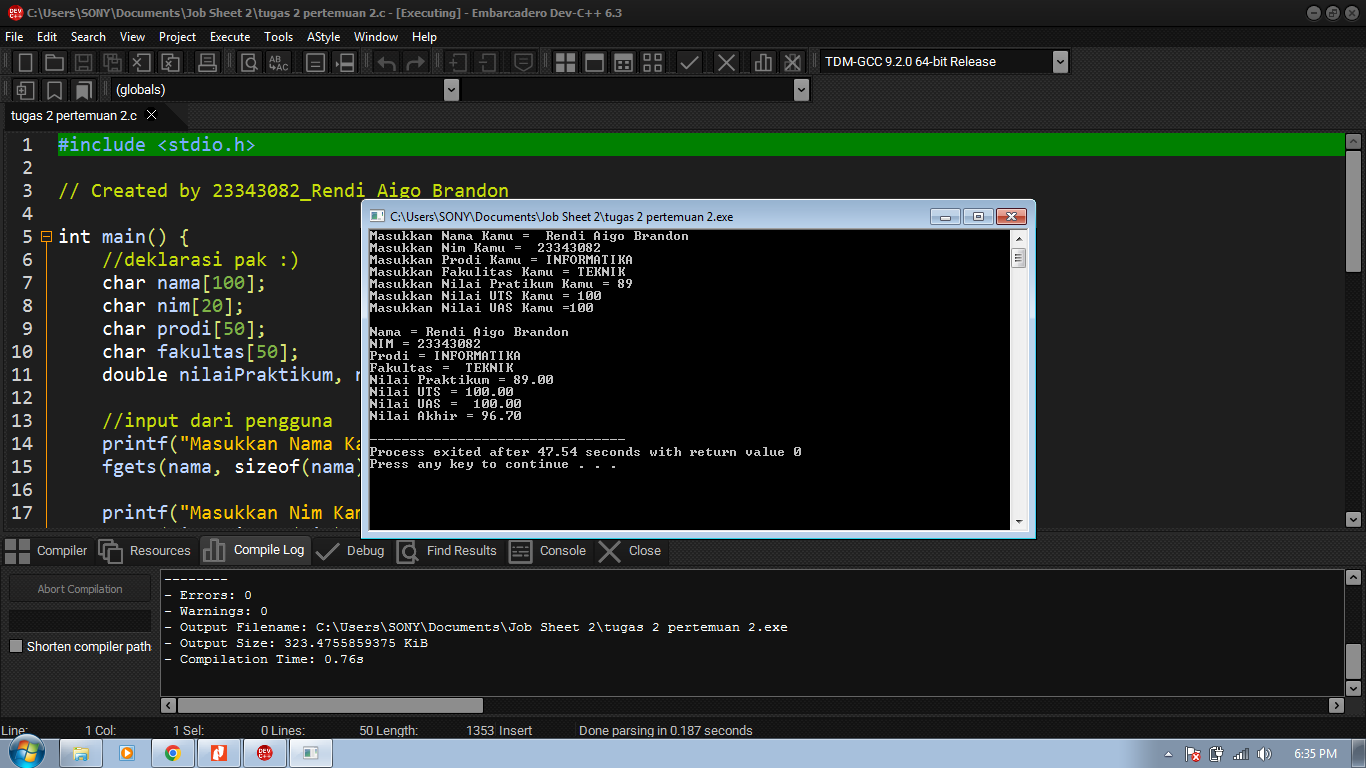 C:\Users\SONY\Documents\Job Sheet 2\tugas 2 pertemuan 2.c - [Executing] - Embarcadero Dev-C++ 6.3
File Edit Search View Project Execute Tools AStyle Window Help
TDM-GCC 9.2.0 64-bit Release
(globals)
tugas 2 pertemuan 2.c
1 #include <stdio.h>
2
3 // Created by 23343082_Rendi Aigo Brandon
4
5 int main() {
6 //deklarasi pak :)
7 char nama[100];
8 char nim[20];
9 char prodi[50];
10 char fakultas[50];
11 double nilaiPraktikum,
12
13 //input dari pengguna
14 printf("Masukkan Nama Ka
15 fgets(nama, sizeof(nama)
16
17 printf("Masukkan Nim Kam
C:\Users\SONY\Documents\Job Sheet 2\tugas 2 pertemuan 2.exe
Masukkan Nama Kamu =  Rendi Aigo Brandon
Masukkan Nim Kamu =  23343082
Masukkan Prodi Kamu = INFORMATIKA
Masukkan Fakulitas Kamu = TEKNIK
Masukkan Nilai Pratikum Kamu = 89
Masukkan Nilai UTS Kamu = 100
Masukkan Nilai UAS Kamu =100
Nama = Rendi Aigo Brandon
NIM = 23343082
Prodi = INFORMATIKA
Fakultas =  TEKNIK
Nilai Praktikum = 89.00
Nilai UTS = 100.00
Nilai UAS =  100.00
Nilai Akhir = 96.70
--------------------------------
Process exited after 47.54 seconds with return value 0
Press any key to continue . . .
Compiler Resources Compile Log Debug Find Results Console Close
Abort Compilation
Shorten compiler path
--------
- Errors: 0
- Warnings: 0
- Output Filename: C:\Users\SONY\Documents\Job Sheet 2\tugas 2 pertemuan 2.exe
- Output Size: 323.4755859375 KiB
- Compilation Time: 0.76s
Line: 1 Col: 1 Sel: 0 Lines: 50 Length: 1353 Insert Done parsing in 0.187 seconds
6:35 PM